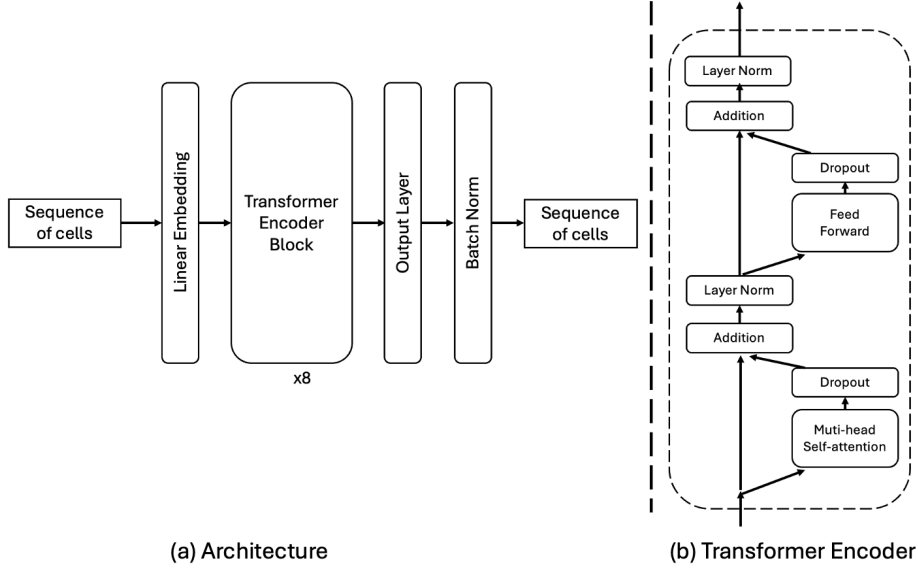 Sequence
of cells
Linear Embedding
Transformer
Encoder
Block
x8
Output Layer
Batch Norm
Sequence
of cells
(a) Architecture
Layer Norm
Addition
Dropout
Feed
Forward
Layer Norm
Addition
Dropout
Muti-head
Self-attention
(b) Transformer Encoder